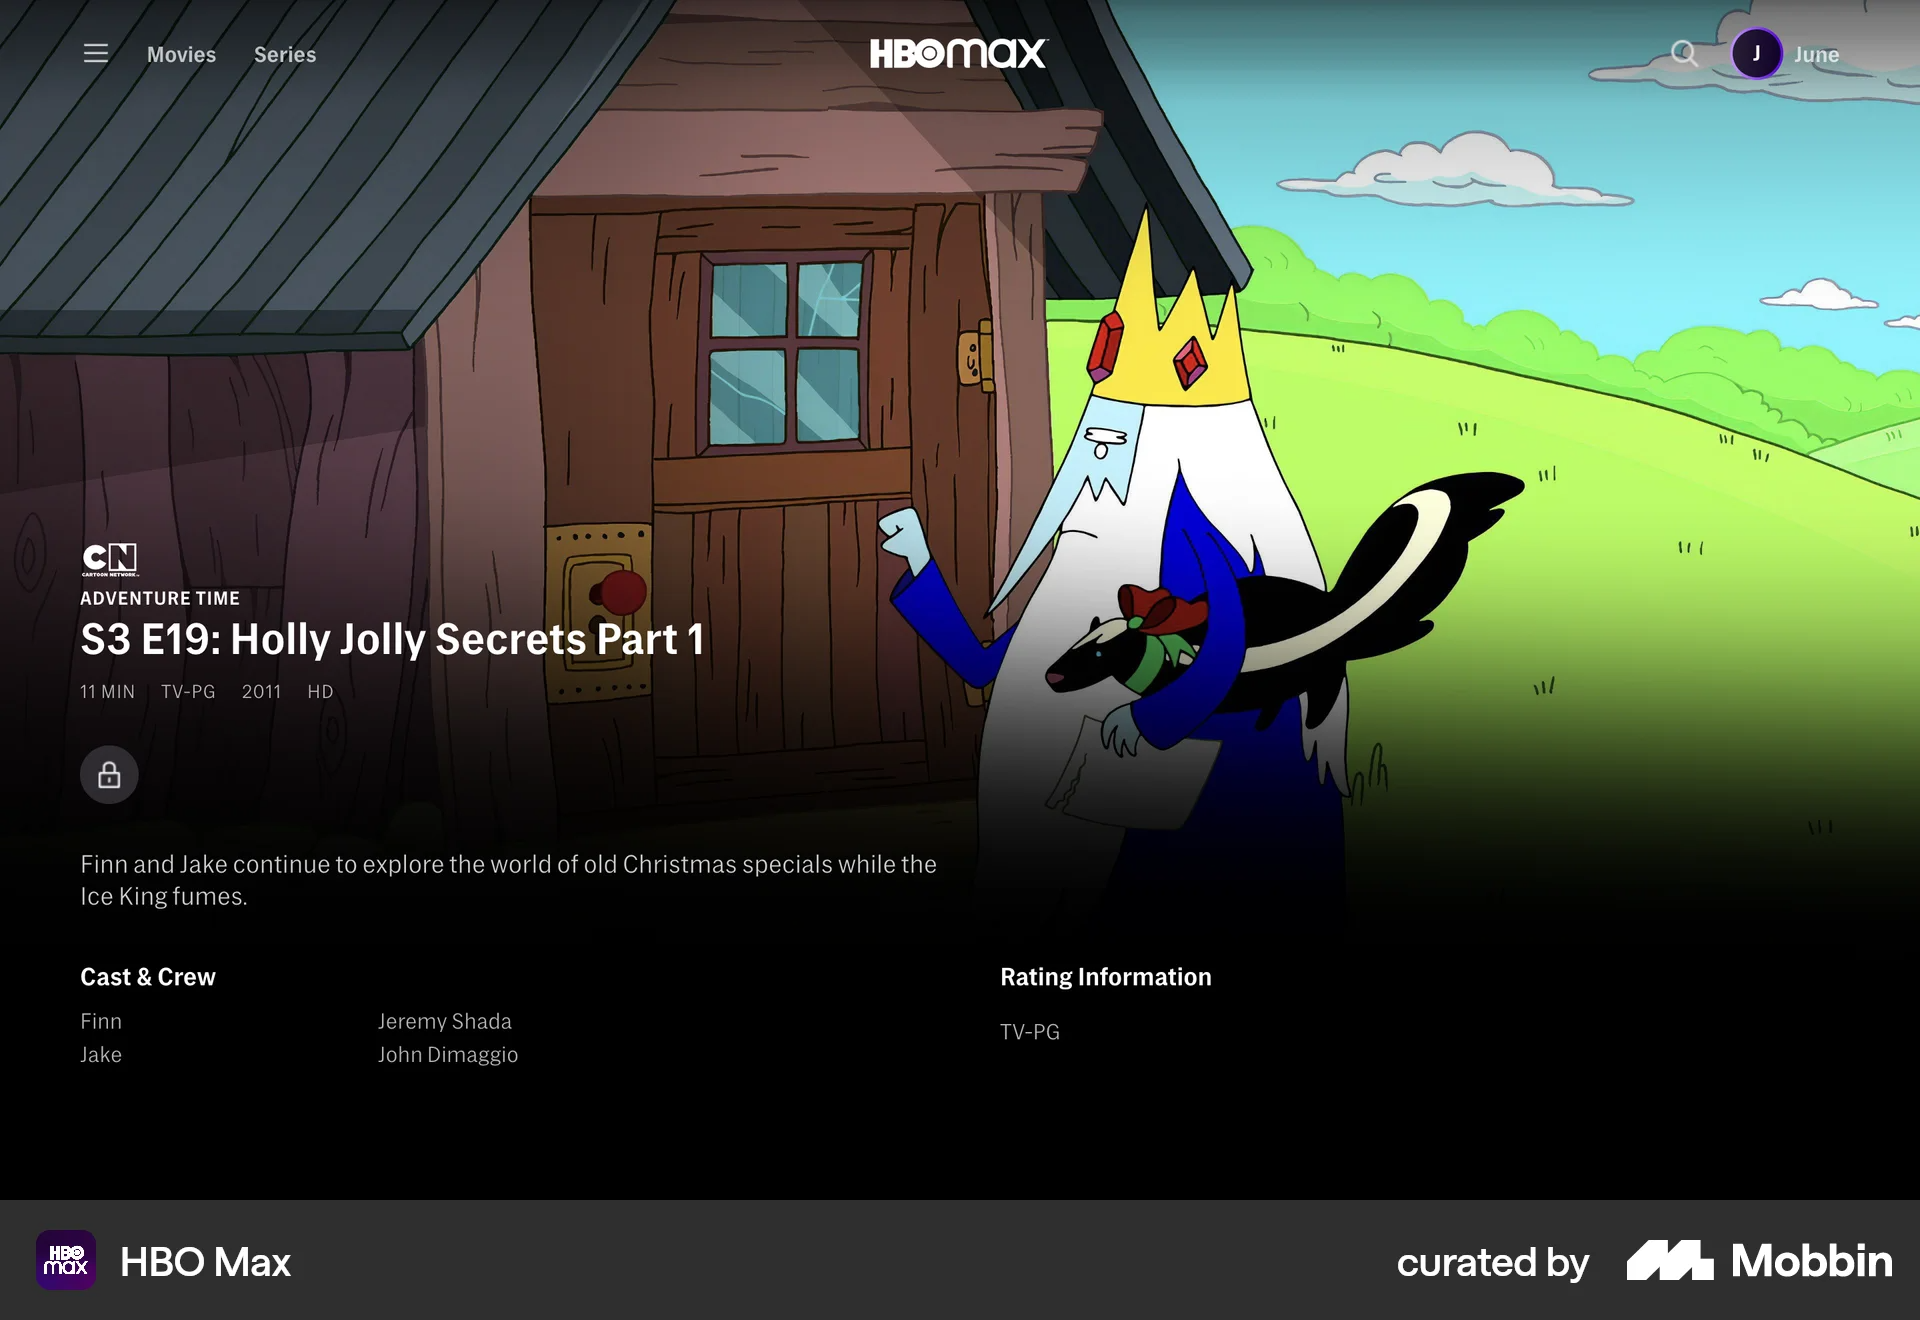 Movies
Series
HBOmax
J
June
CN
CARTOON NETWORK
ADVENTURE TIME
S3 E19: Holly Jolly Secrets Part 1
11 MIN TV-PG 2011 HD
Finn and Jake continue to explore the world of old Christmas specials while the
Ice King fumes.
Cast & Crew
Finn Jeremy Shada
Jake John Dimaggio
Rating Information
TV-PG
HBO
max
HBO Max
curated by
Mobbin